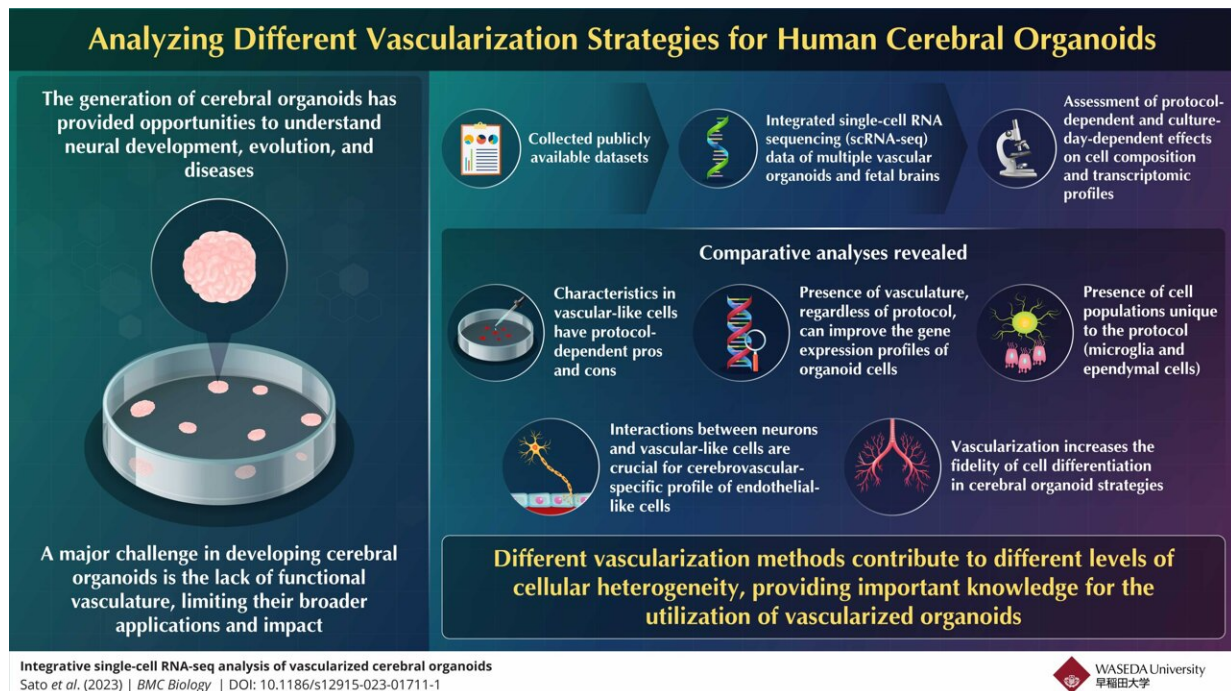 Analyzing Different Vascularization Strategies for Human Cerebral Organoids
The generation of cerebral organoids has
provided opportunities to understand
neural development, evolution, and
diseases
A major challenge in developing cerebral
organoids is the lack of functional
vasculature, limiting their broader
applications and impact
Collected publicly
available datasets
Integrated single-cell RNA
sequencing (scRNA-seq)
data of multiple vascular
organoids and fetal brains
Assessment of protocol-
dependent and culture-
day-dependent effects
on cell composition
and transcriptomic
profiles
Comparative analyses revealed
Characteristics in
vascular-like cells
have protocol-
dependent pros
and cons
Presence of vasculature,
regardless of protocol,
can improve the gene
expression profiles of
organoid cells
Presence of cell
populations unique
to the protocol
(microglia and
ependymal cells)
Interactions between neurons
and vascular-like cells are
crucial for cerebrovascular-
specific profile of endothelial-
like cells
Vascularization increases the
fidelity of cell differentiation
in cerebral organoid strategies
Different vascularization methods contribute to different levels of
cellular heterogeneity, providing important knowledge for the
utilization of vascularized organoids
Integrative single-cell RNA-seq analysis of vascularized cerebral organoids
Sato et al. (2023) | BMC Biology | DOI: 10.1186/s12915-023-01711-1
WASEDA University
早稲田大学